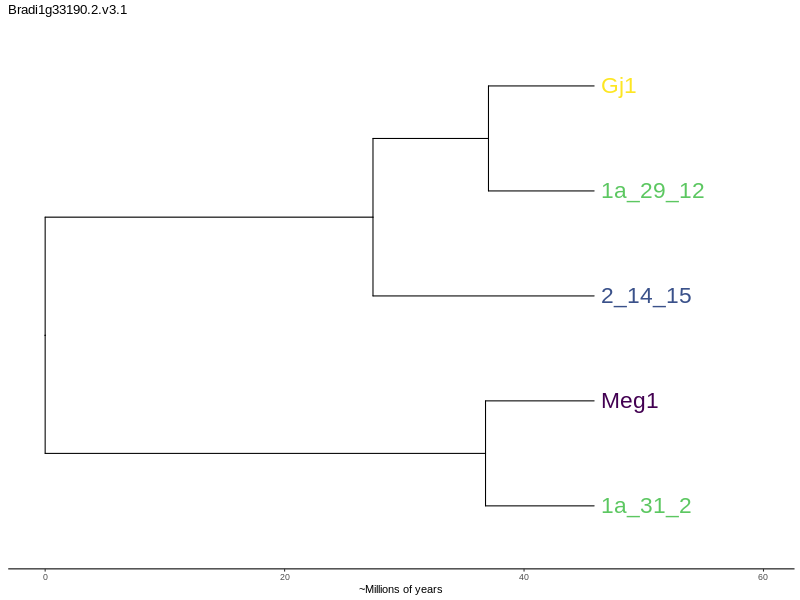 Bradi1g33190.2.v3.1
Gj1
1a_29_12
2_14_15
Meg1
1a_31_2
0 20 40 60
~Millions of years